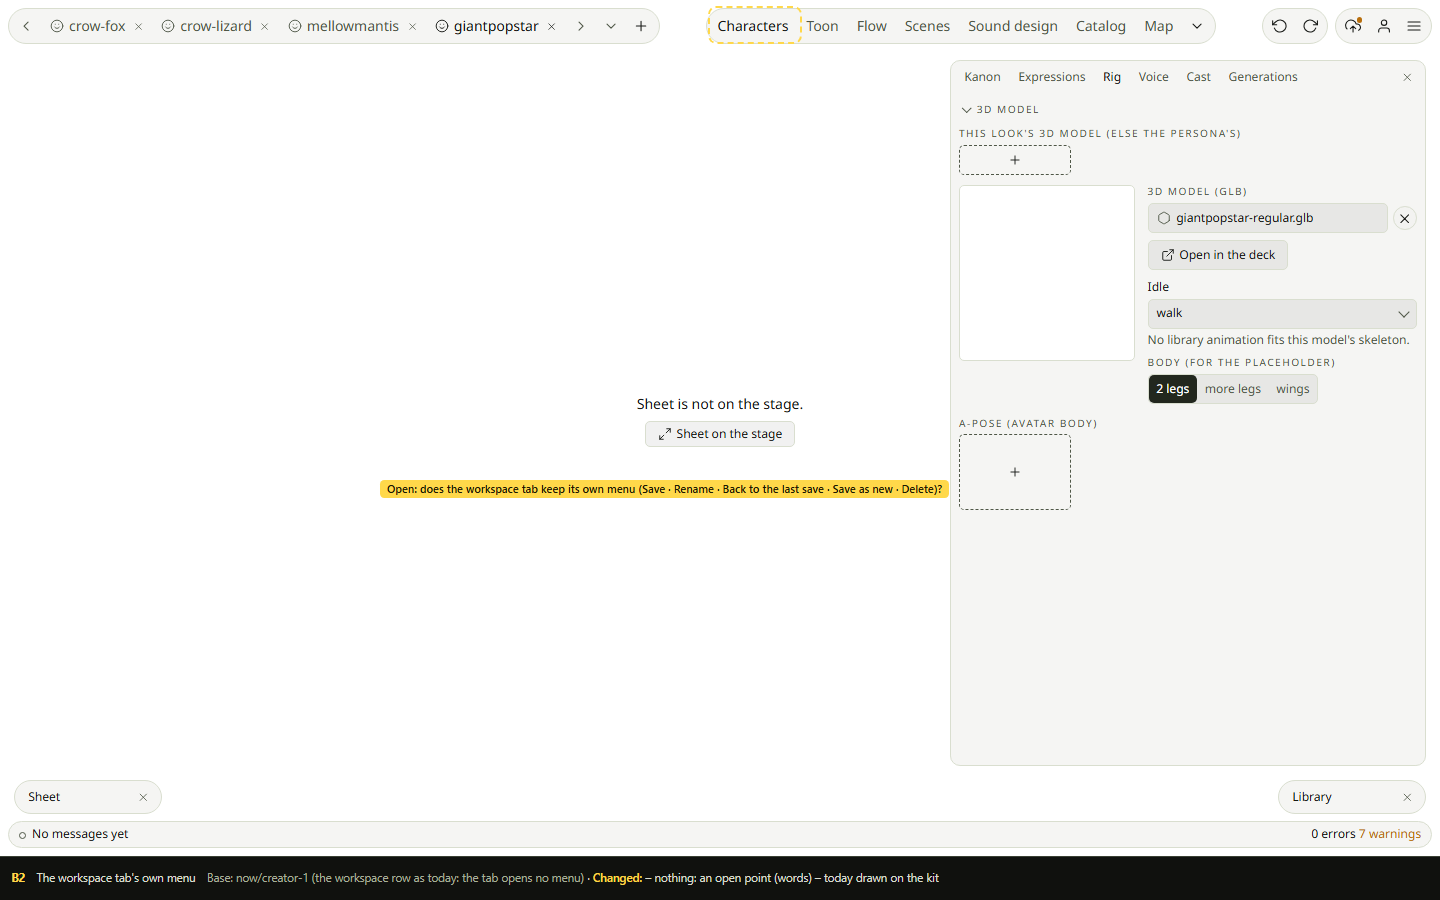 crow-fox crow-lizard mellowmantis giantpopstar
Characters Toon Flow Scenes Sound design Catalog Map
Kanon Expressions Rig Voice Cast Generations
3D MODEL
THIS LOOK'S 3D MODEL (ELSE THE PERSONA'S)
3D MODEL (GLB)
giantpopstar-regular.glb
Open in the deck
Idle
walk
No library animation fits this model's skeleton.
BODY (FOR THE PLACEHOLDER)
2 legs more legs wings
A-POSE (AVATAR BODY)
Sheet is not on the stage.
Sheet on the stage
Open: does the workspace tab keep its own menu (Save · Rename · Back to the last save · Save as new · Delete)?
Sheet
Library
No messages yet
0 errors 7 warnings
B2 The workspace tab's own menu Base: now/creator-1 (the workspace row as today: the tab opens no menu) · Changed: – nothing: an open point (words) – today drawn on the kit